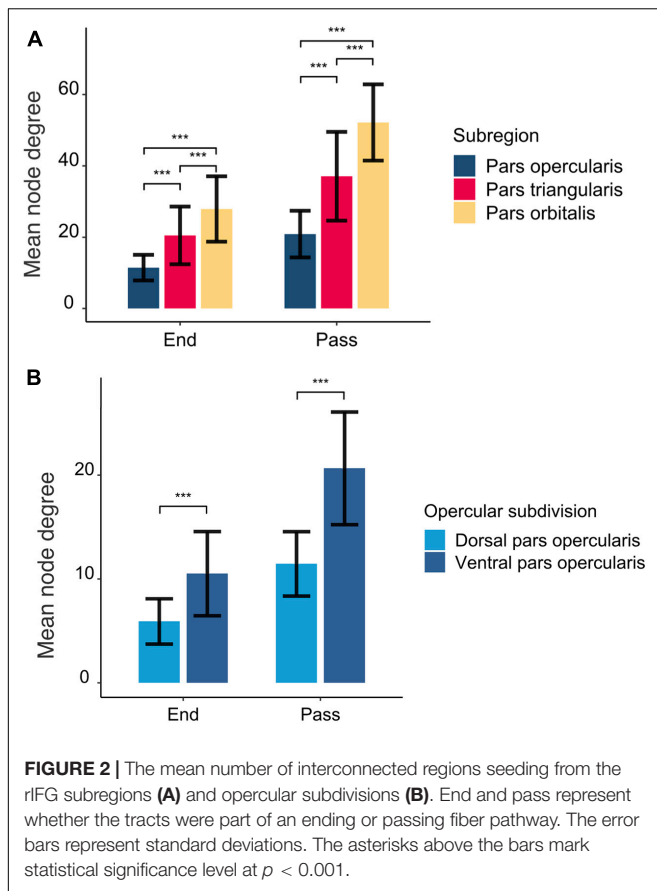 A
***
***
***
***
***
***
60
40
20
0
Mean node degree
End
Pass
Subregion
Pars opercularis
Pars triangularis
Pars orbitalis
B
***
***
20
10
0
Mean node degree
End
Pass
Opercular subdivision
Dorsal pars opercularis
Ventral pars opercularis
FIGURE 2 | The mean number of interconnected regions seeding from the
rIFG subregions (A) and opercular subdivisions (B). End and pass represent
whether the tracts were part of an ending or passing fiber pathway. The error
bars represent standard deviations. The asterisks above the bars mark
statistical significance level at p < 0.001.